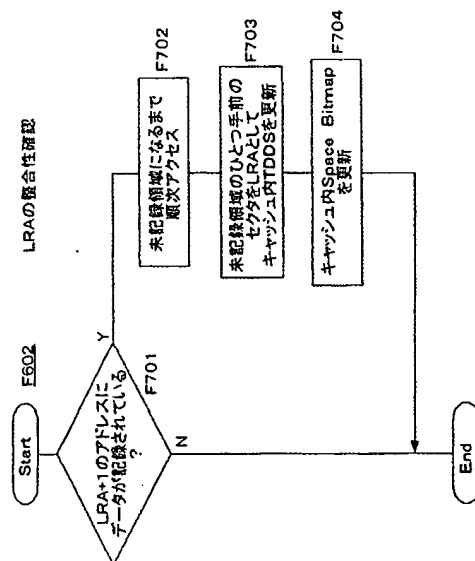 LRAの整合性確認
F602
Start
LRA+1のアドレスに
データが記録されている
?
F701
Y
N
F702
未記録領域になるまで
順次アクセス
F703
未記録領域のひとつ手前の
セクタをLRAとして
キャッシュ内TDDSを更新
F704
キャッシュ内Space Bitmap
を更新
End